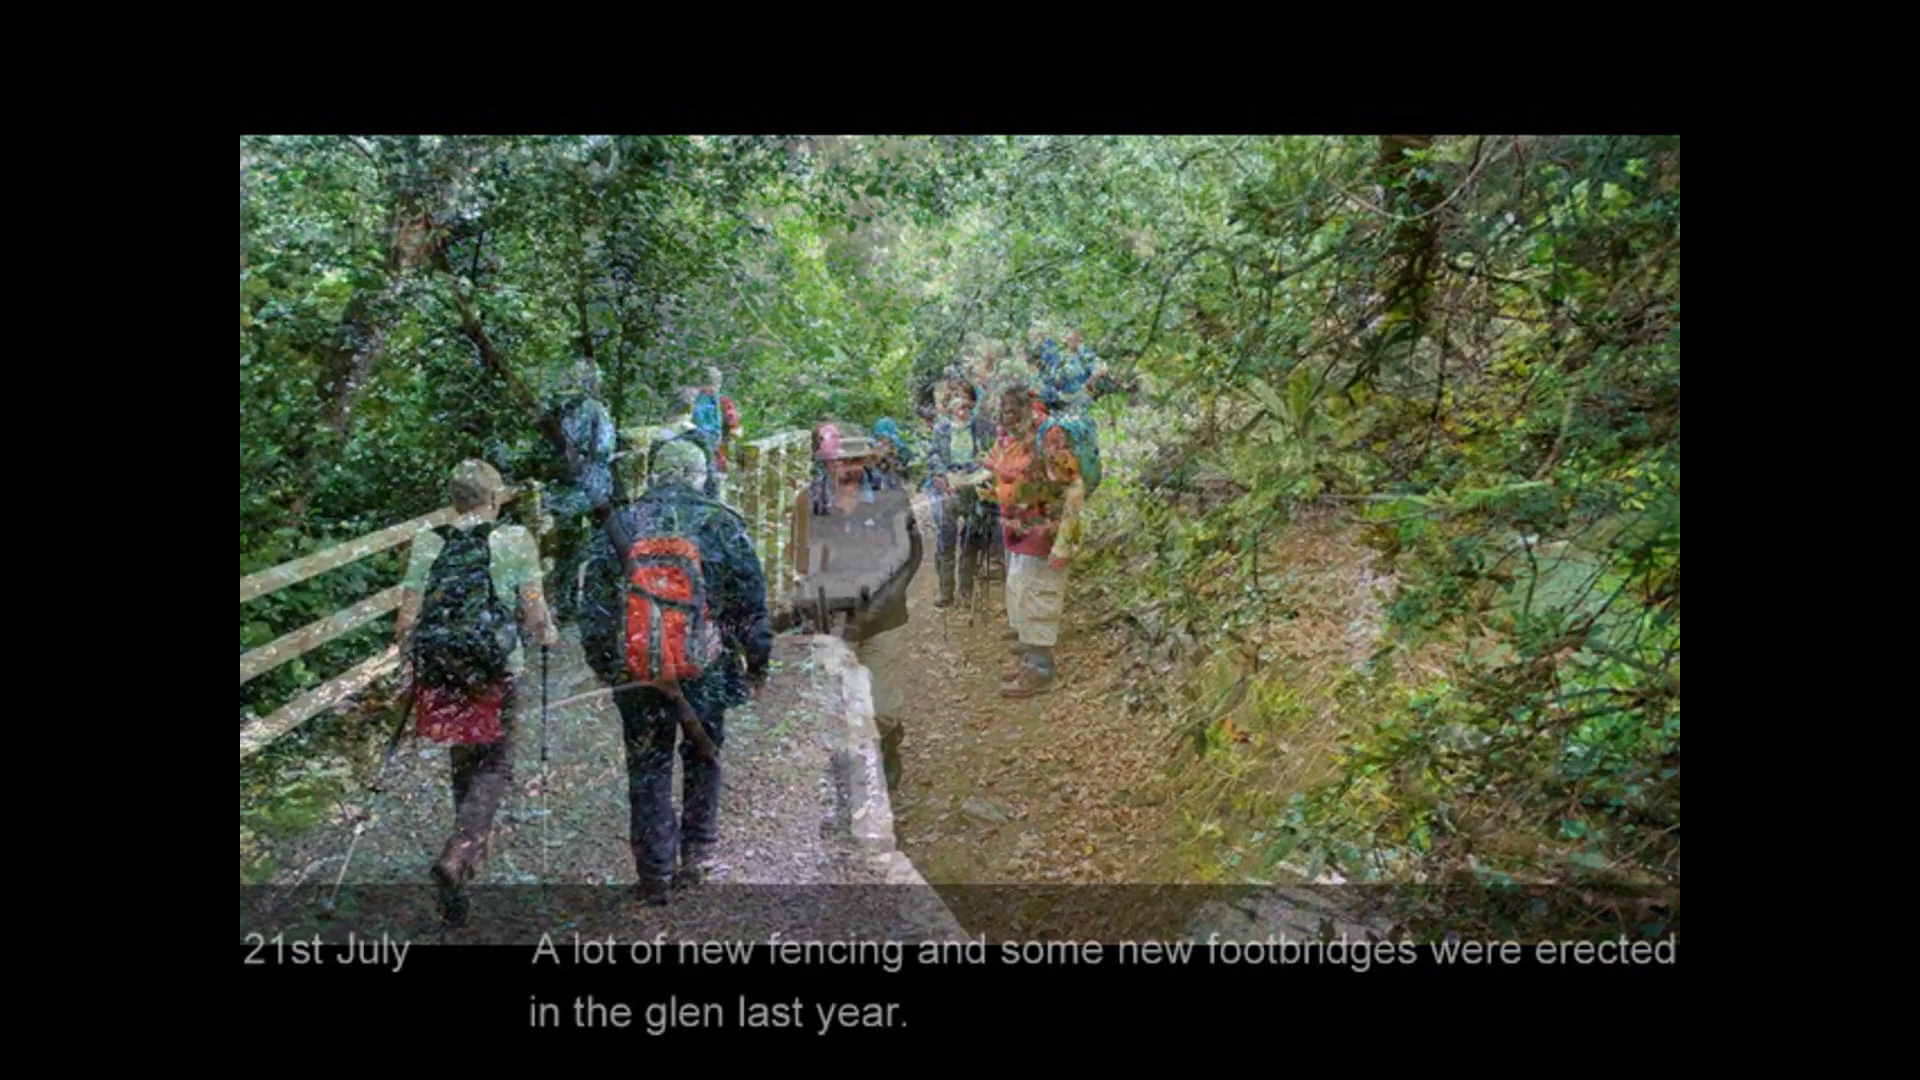 21st July A lot of new fencing and some new footbridges were erected
in the glen last year.